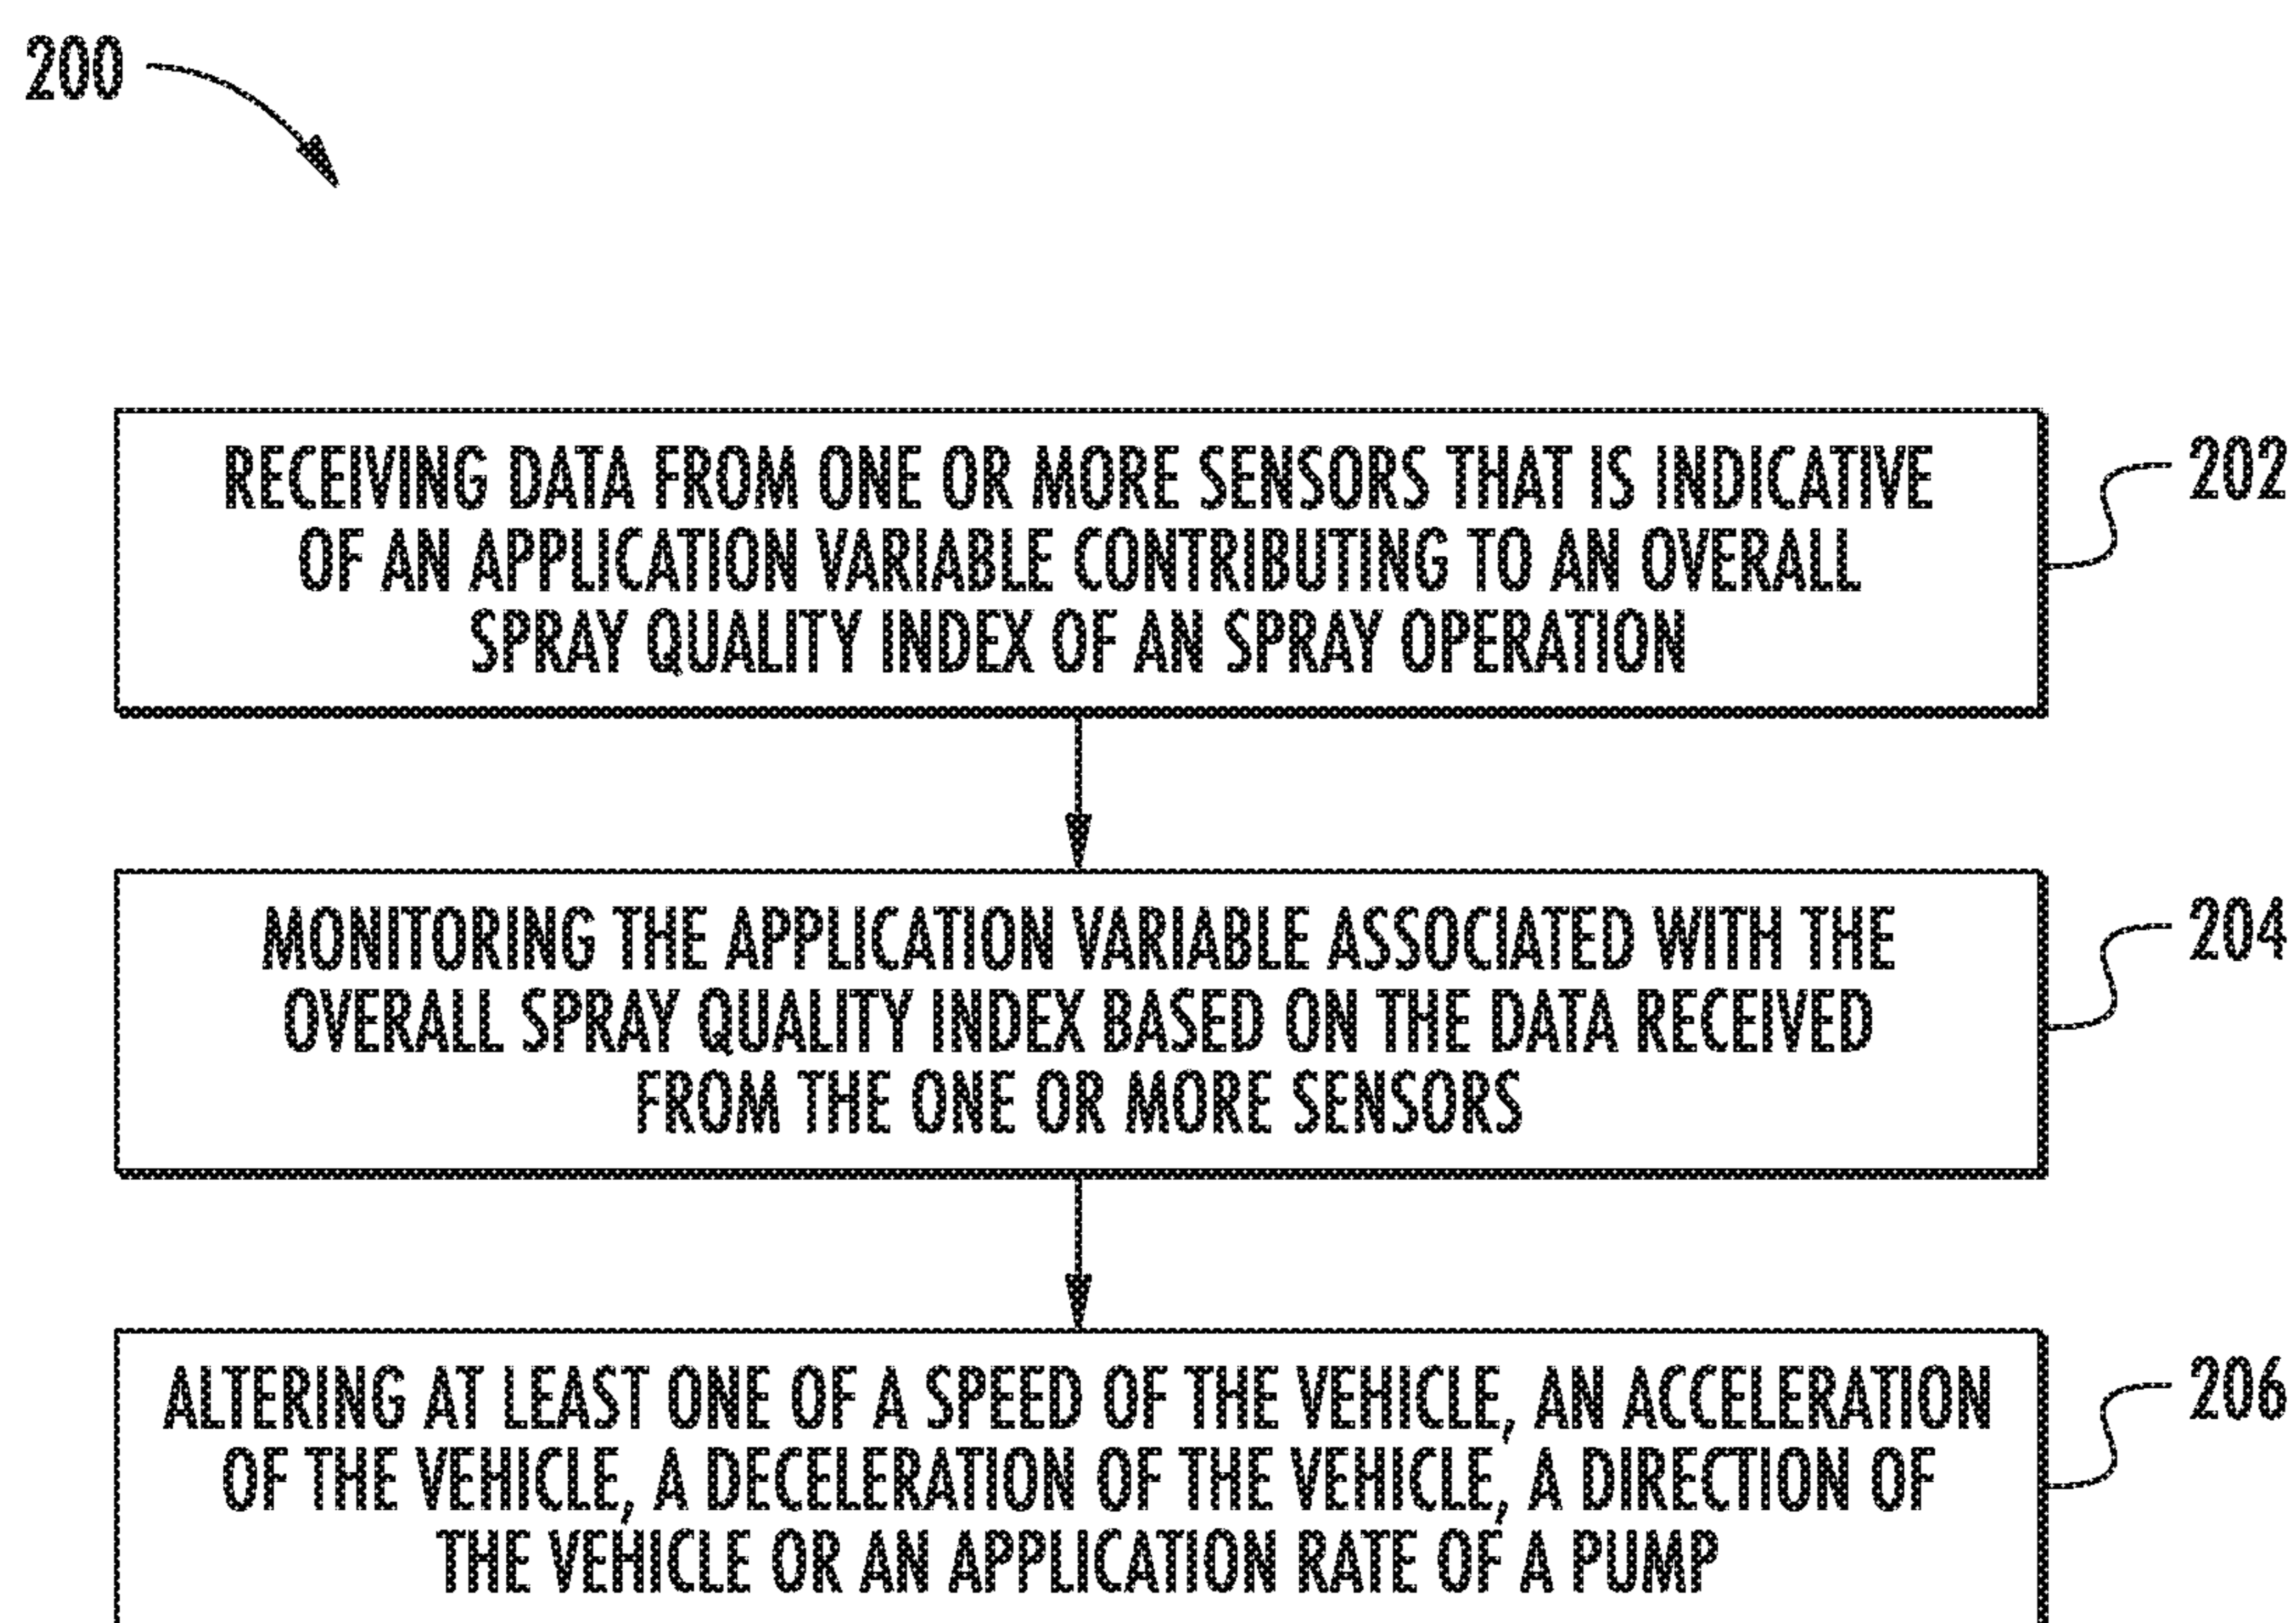 200
RECEIVING DATA FROM ONE OR MORE SENSORS THAT IS INDICATIVE
OF AN APPLICATION VARIABLE CONTRIBUTING TO AN OVERALL
SPRAY QUALITY INDEX OF AN SPRAY OPERATION
202
MONITORING THE APPLICATION VARIABLE ASSOCIATED WITH THE
OVERALL SPRAY QUALITY INDEX BASED ON THE DATA RECEIVED
FROM THE ONE OR MORE SENSORS
204
ALTERING AT LEAST ONE OF A SPEED OF THE VEHICLE, AN ACCELERATION
OF THE VEHICLE, A DECELERATION OF THE VEHICLE, A DIRECTION OF
THE VEHICLE OR AN APPLICATION RATE OF A PUMP
206